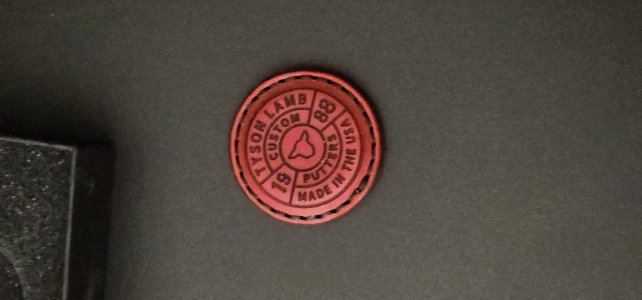 TYSON LAMB
CUSTOM
19
88
PUTTERS
MADE IN THE USA